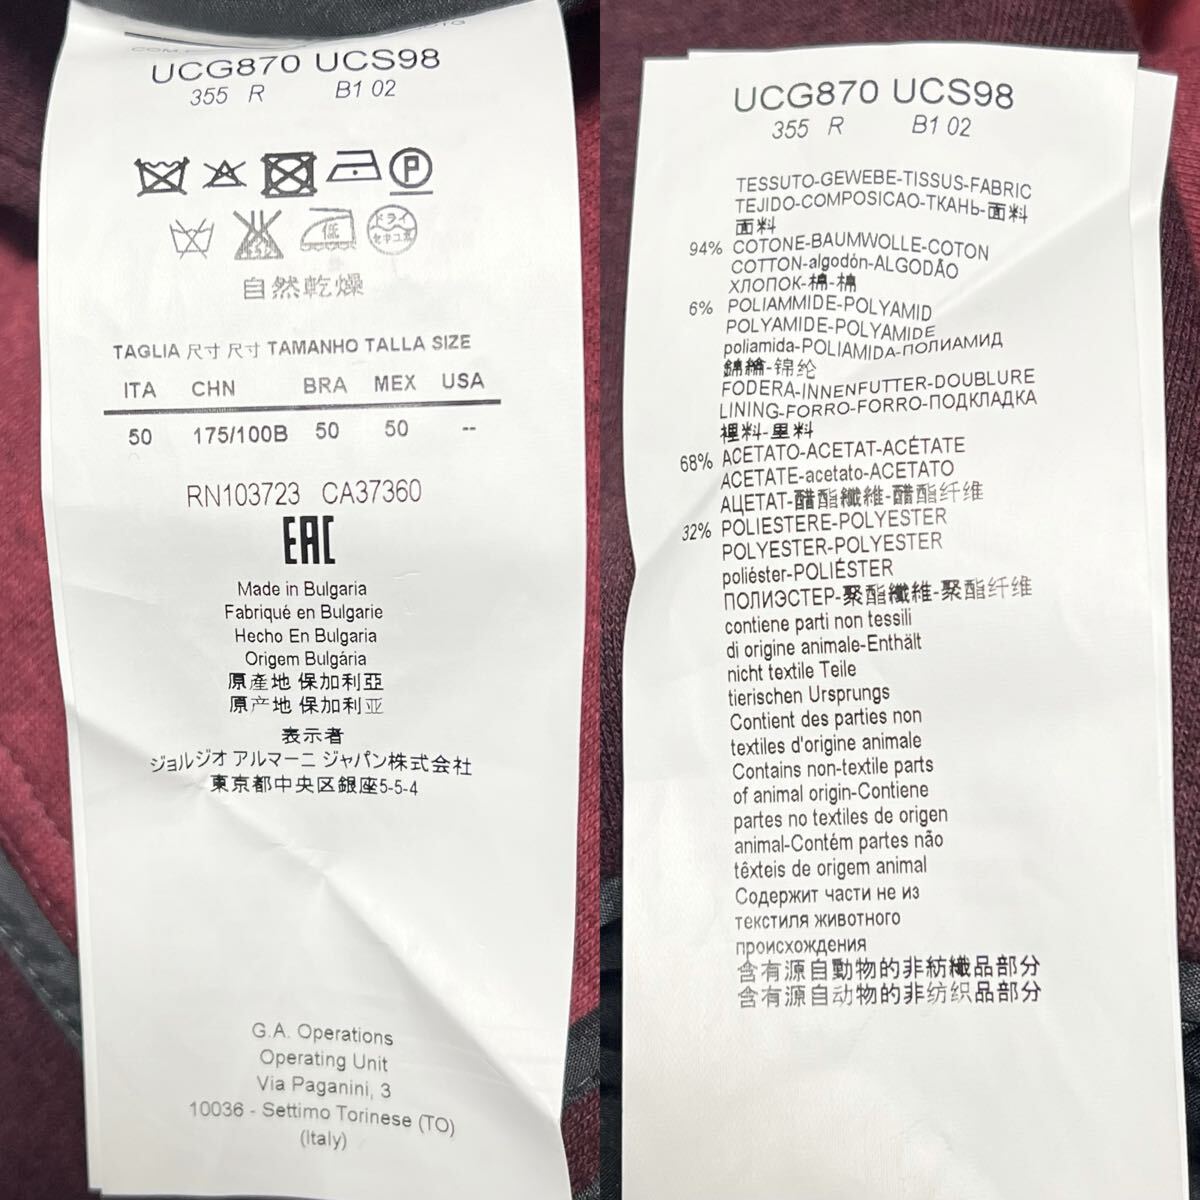 UCG870 UCS98
355 R B1 02
P
低
ドライ
セキユ系
自然乾燥
TAGLIA 尺寸 尺寸 TAMANHO TALLA SIZE
ITA CHN BRA MEX USA
50 175/100B 50 50 --
RN103723 CA37360
EAC
Made in Bulgaria
Fabriqué en Bulgarie
Hecho En Bulgaria
Origem Bulgária
原產地 保加利亞
原产地 保加利亚
表示者
ジョルジオ アルマーニ ジャパン株式会社
東京都中央区銀座5-5-4
G.A. Operations
Operating Unit
Via Paganini, 3
10036 - Settimo Torinese (TO)
(Italy)
UCG870 UCS98
355 R B1 02
TESSUTO-GEWEBE-TISSUS-FABRIC
TEJIDO-COMPOSICAO-ТКАНЬ-面料
面料
94% COTONE-BAUMWOLLE-COTON
COTTON-algodón-ALGODÃO
ХЛОПОК-棉-棉
6% POLIAMMIDE-POLYAMID
POLYAMIDE-POLYAMIDE
poliamida-POLIAMIDA-ПОЛИАМИД
錦綸-锦纶
FODERA-INNENFUTTER-DOUBLURE
LINING-FORRO-FORRO-ПОДКЛАДКА
裡料-里料
68% ACETATO-ACETAT-ACÉTATE
ACETATE-acetato-ACETATO
АЦЕТАТ-醋酯纖維-醋酯纤维
32% POLIESTERE-POLYESTER
POLYESTER-POLYESTER
poliéster-POLIÉSTER
ПОЛИЭСТЕР-聚酯纖維-聚酯纤维
contiene parti non tessili
di origine animale-Enthält
nicht textile Teile
tierischen Ursprungs
Contient des parties non
textiles d'origine animale
Contains non-textile parts
of animal origin-Contiene
partes no textiles de origen
animal-Contém partes não
têxteis de origem animal
Содержит части не из
текстиля животного
происхождения
含有源自動物的非紡織品部分
含有源自动物的非纺织品部分